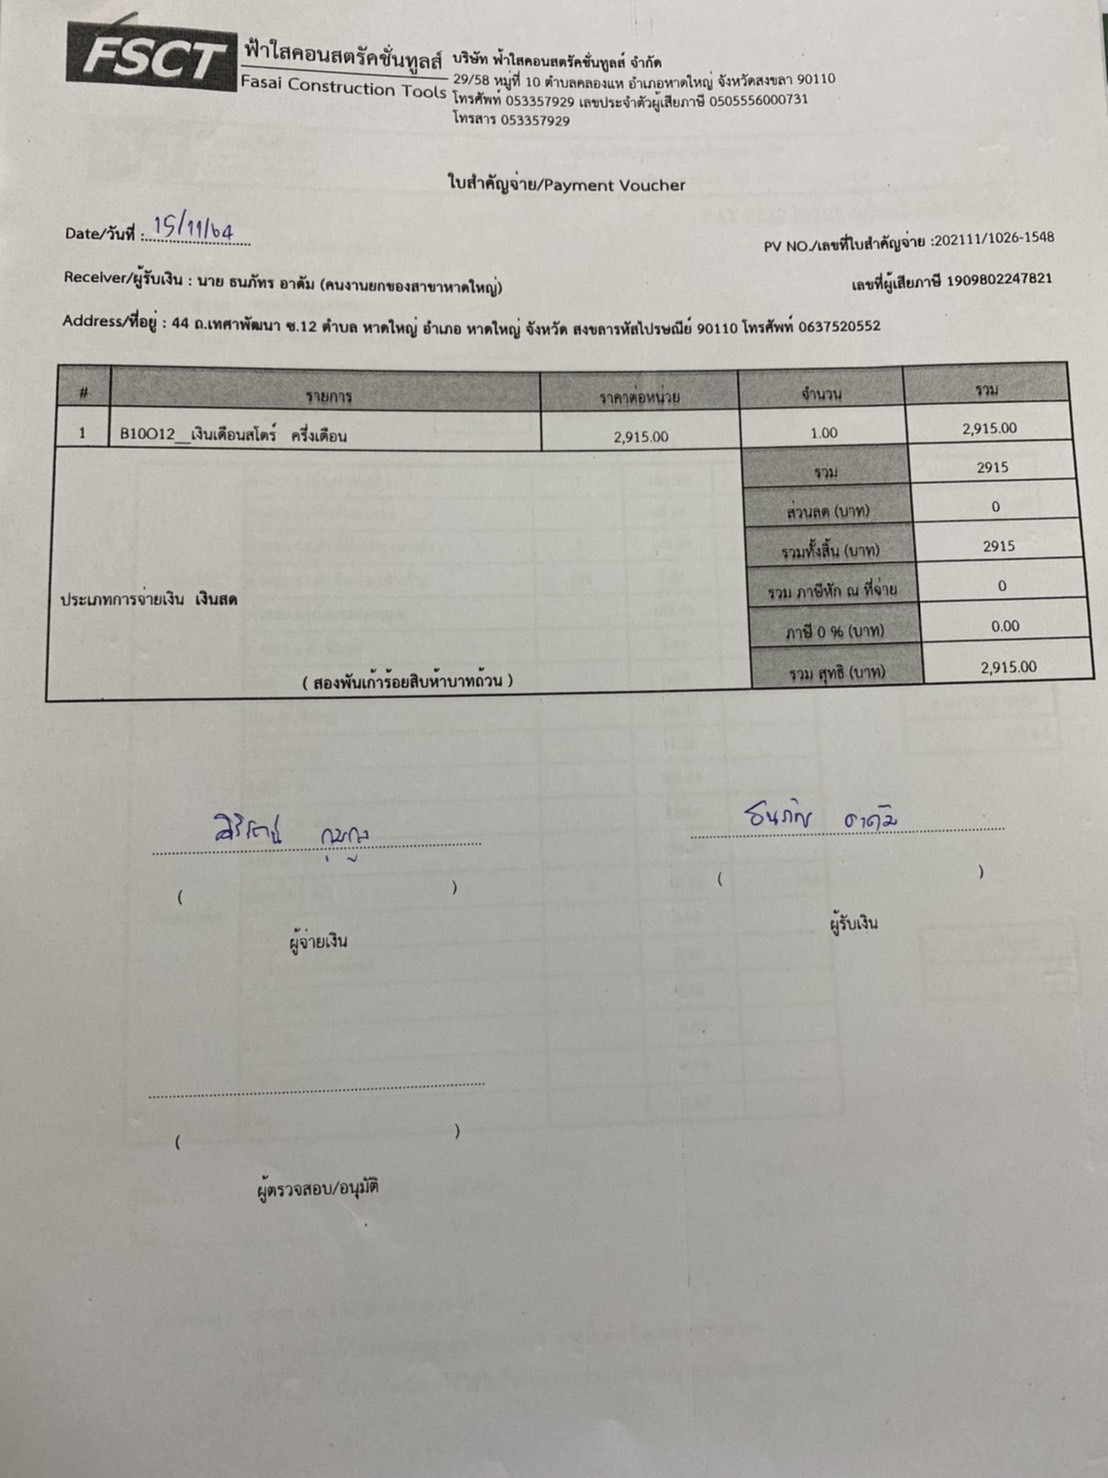 FSCT
ฟ้าใสคอนสตรัคชั่นทูลส์
Fasai Construction Tools
บริษัท ฟ้าใสคอนสตรัคชั่นทูลส์ จำกัด
29/58 หมู่ที่ 10 ตำบลคลองแห อำเภอหาดใหญ่ จังหวัดสงขลา 90110
โทรศัพท์ 053357929 เลขประจำตัวผู้เสียภาษี 0505556000731
โทรสาร 053357929
ใบสำคัญจ่าย/Payment Voucher
Date/วันที่ : 15/11/64
PV NO./เลขที่ใบสำคัญจ่าย :202111/1026-1548
Receiver/ผู้รับเงิน : นาย ธนภัทร อาดัม (คนงานยกของสาขาหาดใหญ่)
เลขที่ผู้เสียภาษี 1909802247821
Address/ที่อยู่ : 44 ถ.เทศาพัฒนา ซ.12 ตำบล หาดใหญ่ อำเภอ หาดใหญ่ จังหวัด สงขลารหัสไปรษณีย์ 90110 โทรศัพท์ 0637520552
# รายการ ราคาต่อหน่วย จำนวน รวม
1 B10O12__เงินเดือนสโตร์ ครึ่งเดือน 2,915.00 1.00 2,915.00
รวม 2915
ส่วนลด (บาท) 0
รวมทั้งสิ้น (บาท) 2915
ประเภทการจ่ายเงิน เงินสด
รวม ภาษีหัก ณ ที่จ่าย 0
ภาษี 0 % (บาท) 0.00
( สองพันเก้าร้อยสิบห้าบาทถ้วน )
รวม สุทธิ (บาท) 2,915.00
อาดัม
( )
( )
ผู้จ่ายเงิน
ผู้รับเงิน
( )
ผู้ตรวจสอบ/อนุมัติ